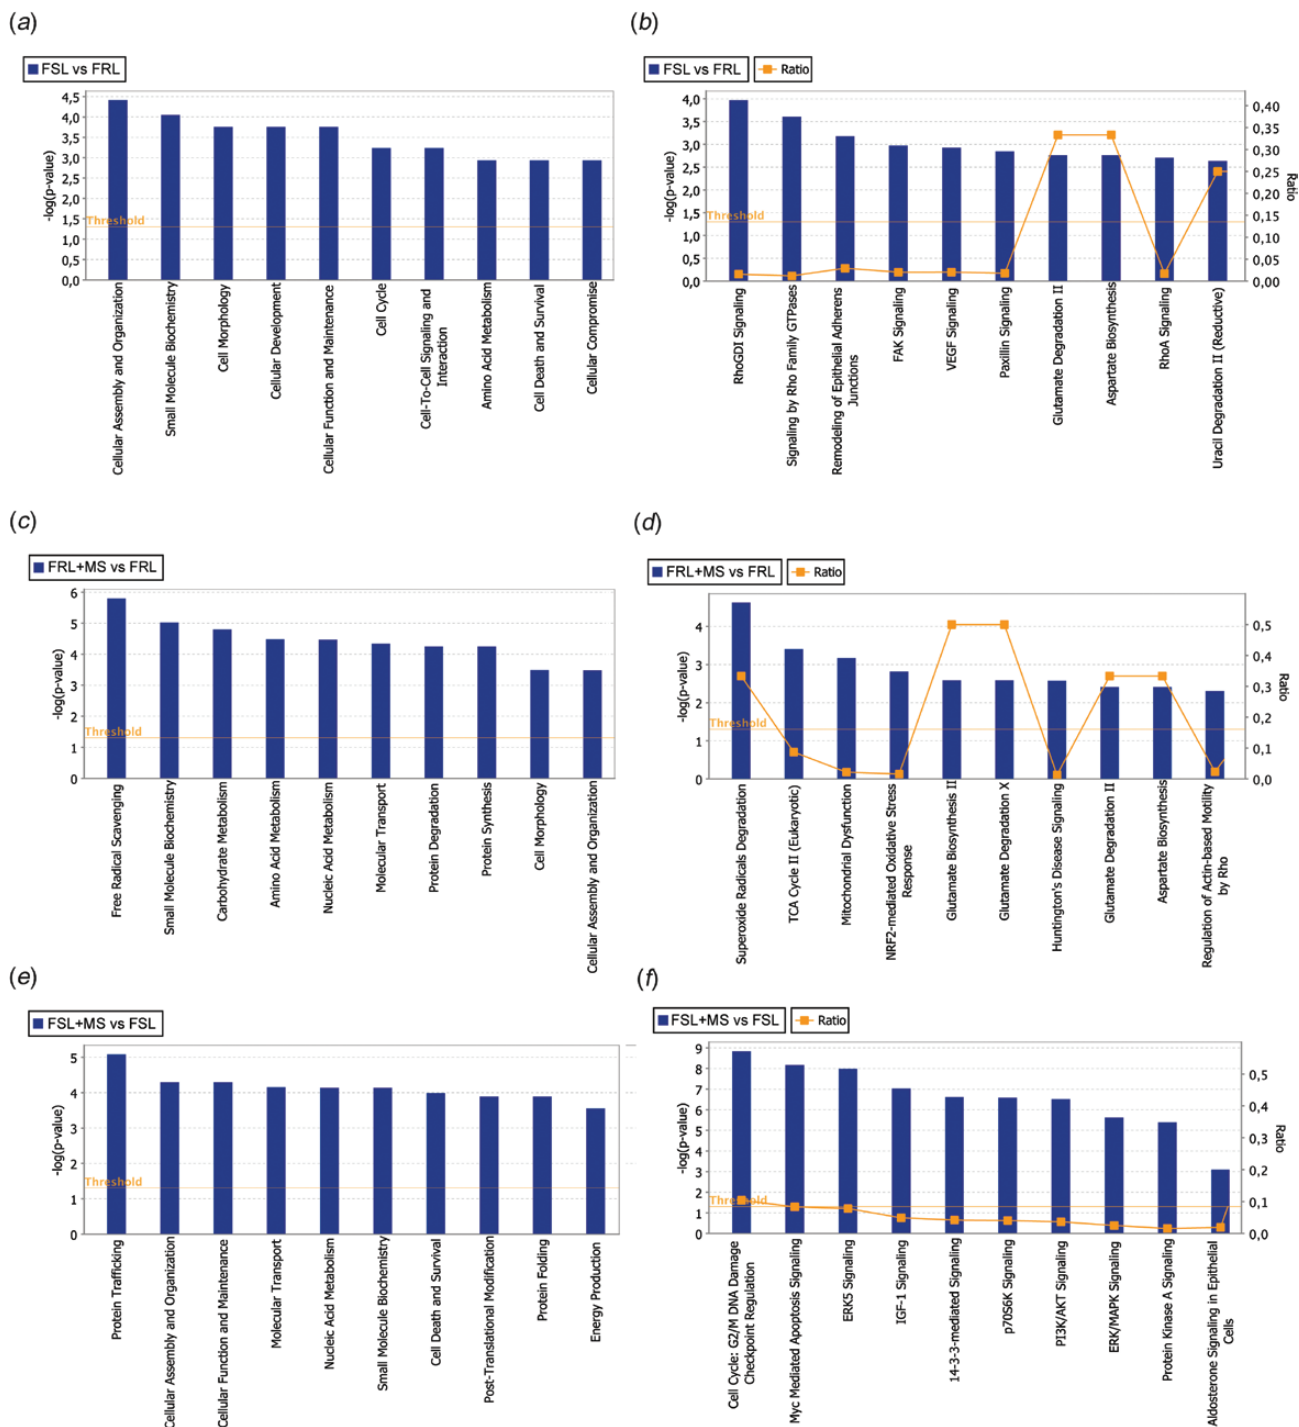 (a)
FSL vs FRL
4,5
4,0
3,5
3,0
2,5
2,0
1,5
1,0
0,5
0,0
-log(p-value)
Threshold
Cellular Assembly and Organization
Small Molecule Biochemistry
Cell Morphology
Cellular Development
Cellular Function and Maintenance
Cell Cycle
Cell-To-Cell Signaling and
Interaction
Amino Acid Metabolism
Cell Death and Survival
Cellular Compromise
(b)
FSL vs FRL
Ratio
4,0
3,5
3,0
2,5
2,0
1,5
1,0
0,5
0,0
-log(p-value)
Threshold
0,40
0,35
0,30
0,25
0,20
0,15
0,10
0,05
0,00
Ratio
RhoGDI Signaling
Signaling by Rho Family GTPases
Remodeling of Epithelial Adherens
Junctions
FAK Signaling
VEGF Signaling
Paxillin Signaling
Glutamate Degradation II
Aspartate Biosynthesis
RhoA Signaling
Uracil Degradation II (Reductive)
(c)
FRL+MS vs FRL
6
5
4
3
2
1
0
-log(p-value)
Threshold
Free Radical Scavenging
Small Molecule Biochemistry
Carbohydrate Metabolism
Amino Acid Metabolism
Nucleic Acid Metabolism
Molecular Transport
Protein Degradation
Protein Synthesis
Cell Morphology
Cellular Assembly and Organization
(d)
FRL+MS vs FRL
Ratio
4
3
2
1
0
-log(p-value)
Threshold
0,5
0,4
0,3
0,2
0,1
0,0
Ratio
Superoxide Radicals Degradation
TCA Cycle II (Eukaryotic)
Mitochondrial Dysfunction
NRF2-mediated Oxidative Stress
Response
Glutamate Biosynthesis II
Glutamate Degradation X
Huntington's Disease Signaling
Glutamate Degradation II
Aspartate Biosynthesis
Regulation of Actin-based Motility
by Rho
(e)
FSL+MS vs FSL
5
4
3
2
1
0
-log(p-value)
Threshold
Protein Trafficking
Cellular Assembly and Organization
Cellular Function and Maintenance
Molecular Transport
Nucleic Acid Metabolism
Small Molecule Biochemistry
Cell Death and Survival
Post-Translational Modification
Protein Folding
Energy Production
(f)
FSL+MS vs FSL
Ratio
9
8
7
6
5
4
3
2
1
0
-log(p-value)
Threshold
0,5
0,4
0,3
0,2
0,1
0,0
Ratio
Cell Cycle: G2/M DNA Damage
Checkpoint Regulation
Myc Mediated Apoptosis Signaling
ERK5 Signaling
IGF-1 Signaling
14-3-3-mediated Signaling
p70S6K Signaling
PI3K/AKT Signaling
ERK/MAPK Signaling
Protein Kinase A Signaling
Aldosterone Signaling in Epithelial
Cells